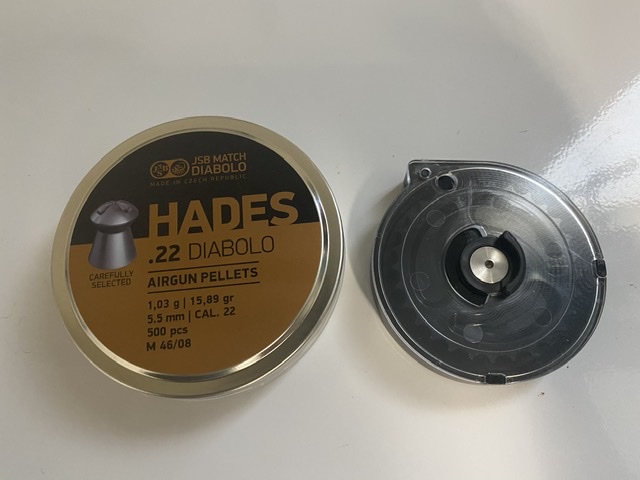 JSB MATCH
DIABOLO
MADE IN CZECH REPUBLIC
HADES
.22 DIABOLO
AIRGUN PELLETS
CAREFULLY
SELECTED
1,03 g | 15,89 gr
5.5 mm | CAL. 22
500 pcs
M 46/08